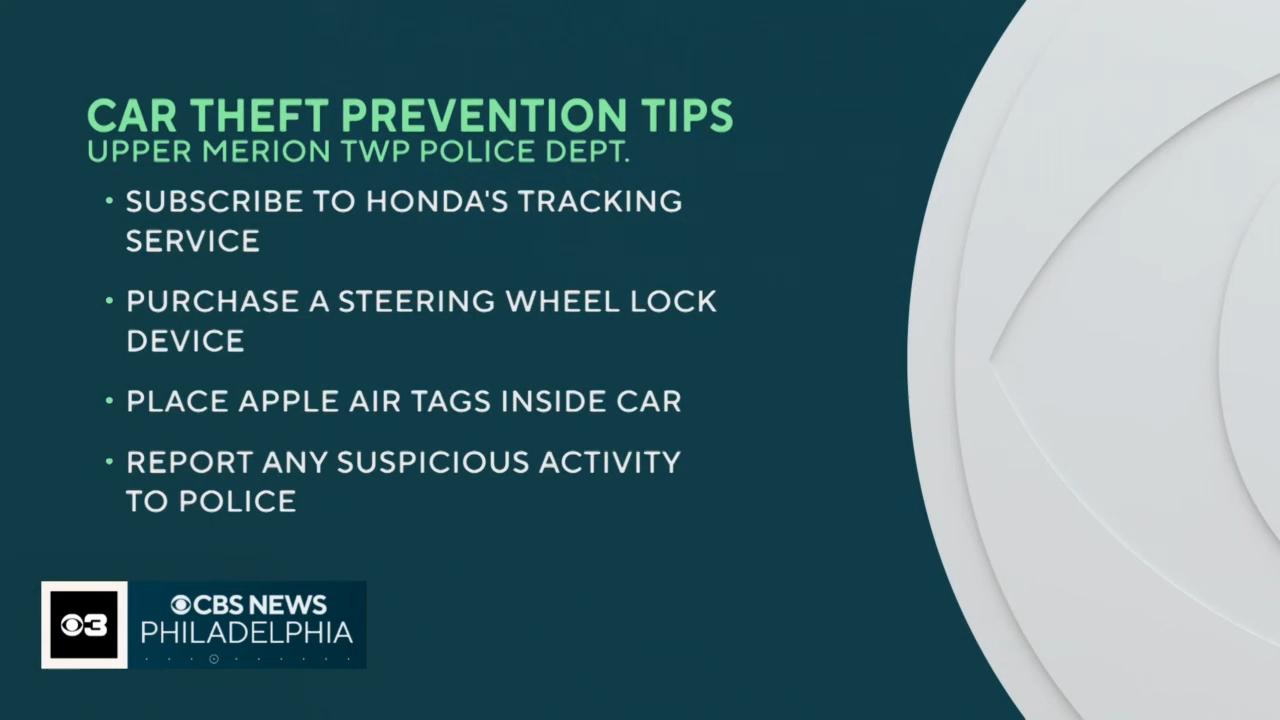 CAR THEFT PREVENTION TIPS
UPPER MERION TWP POLICE DEPT.
• SUBSCRIBE TO HONDA'S TRACKING
SERVICE
• PURCHASE A STEERING WHEEL LOCK
DEVICE
• PLACE APPLE AIR TAGS INSIDE CAR
• REPORT ANY SUSPICIOUS ACTIVITY
TO POLICE
3
CBS NEWS
PHILADELPHIA